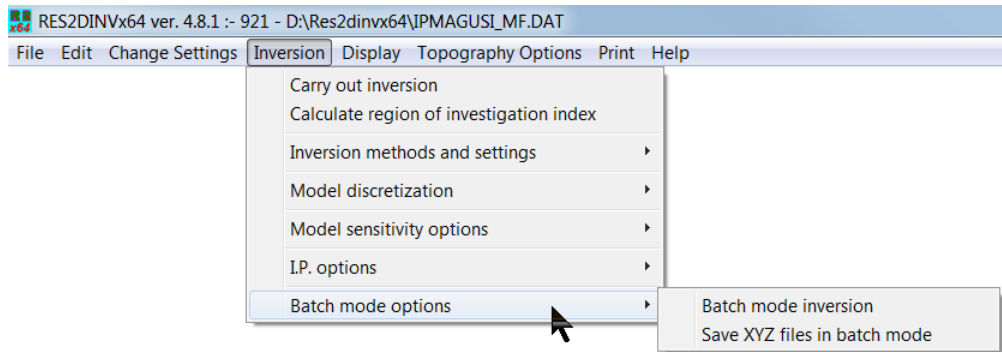 RB x64 RES2DINVx64 ver. 4.8.1 :- 921 - D:\Res2dinvx64\IPMAGUSI_MF.DAT
File Edit Change Settings Inversion Display Topography Options Print Help
Carry out inversion
Calculate region of investigation index
Inversion methods and settings
Model discretization
Model sensitivity options
I.P. options
Batch mode options
Batch mode inversion
Save XYZ files in batch mode